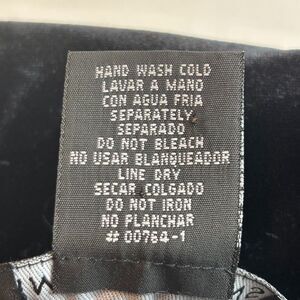 HAND WASH COLD
LAVAR A MANO
CON AGUA FRIA
SEPARATELY
SEPARADO
DO NOT BLEACH
NO USAR BLANQUEADOR
LINE DRY
SECAR COLGADO
DO NOT IRON
NO PLANCHAR
# 00764-1